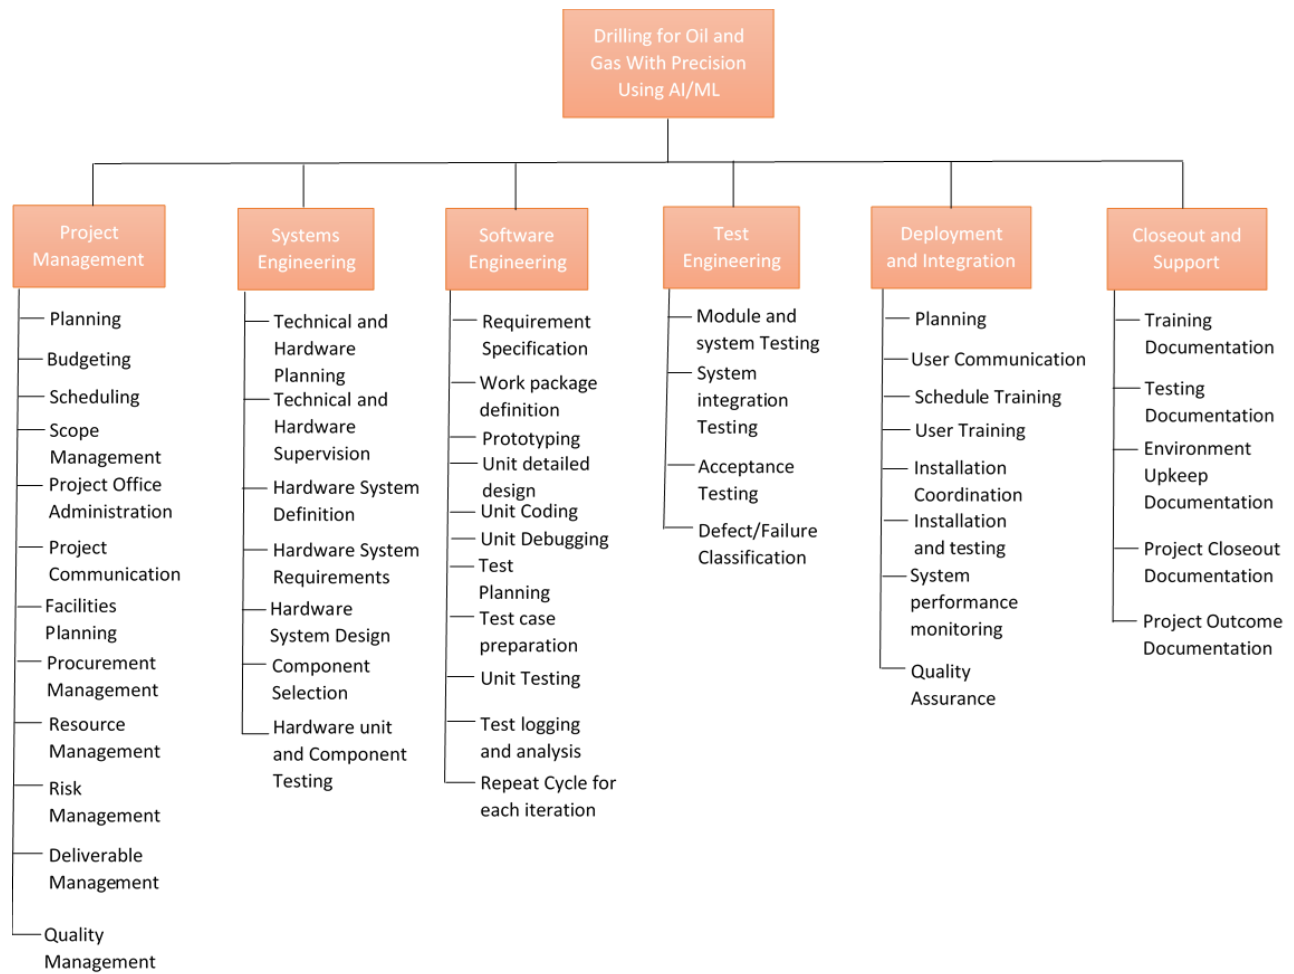 Drilling for Oil and
Gas With Precision
Using AI/ML
Project
Management
Planning
Budgeting
Scheduling
Scope
Management
Project Office
Administration
Project
Communication
Facilities
Planning
Procurement
Management
Resource
Management
Risk
Management
Deliverable
Management
Quality
Management
Systems
Engineering
Technical and
Hardware
Planning
Technical and
Hardware
Supervision
Hardware System
Definition
Hardware System
Requirements
Hardware
System Design
Component
Selection
Hardware unit
and Component
Testing
Software
Engineering
Requirement
Specification
Work package
definition
Prototyping
Unit detailed
design
Unit Coding
Unit Debugging
Test
Planning
Test case
preparation
Unit Testing
Test logging
and analysis
Repeat Cycle for
each iteration
Test
Engineering
Module and
system Testing
System
integration
Testing
Acceptance
Testing
Defect/Failure
Classification
Deployment
and Integration
Planning
User Communication
Schedule Training
User Training
Installation
Coordination
Installation
and testing
System
performance
monitoring
Quality
Assurance
Closeout and
Support
Training
Documentation
Testing
Documentation
Environment
Upkeep
Documentation
Project Closeout
Documentation
Project Outcome
Documentation